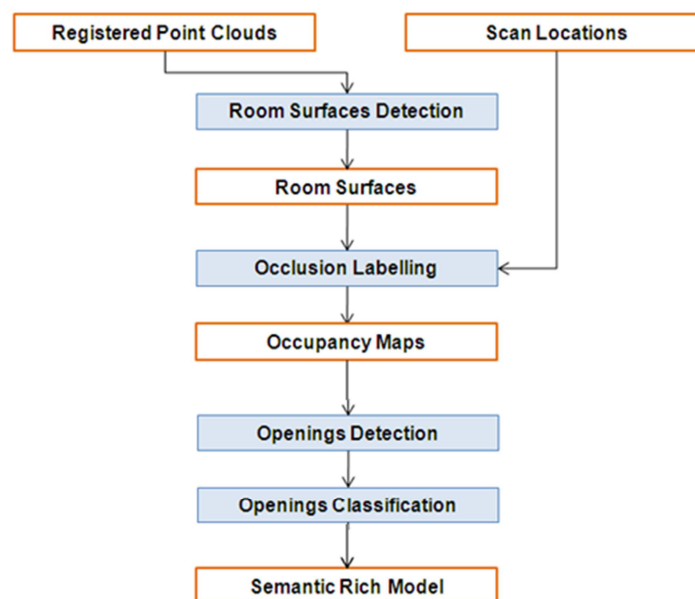 Registered Point Clouds
Scan Locations
Room Surfaces Detection
Room Surfaces
Occlusion Labelling
Occupancy Maps
Openings Detection
Openings Classification
Semantic Rich Model